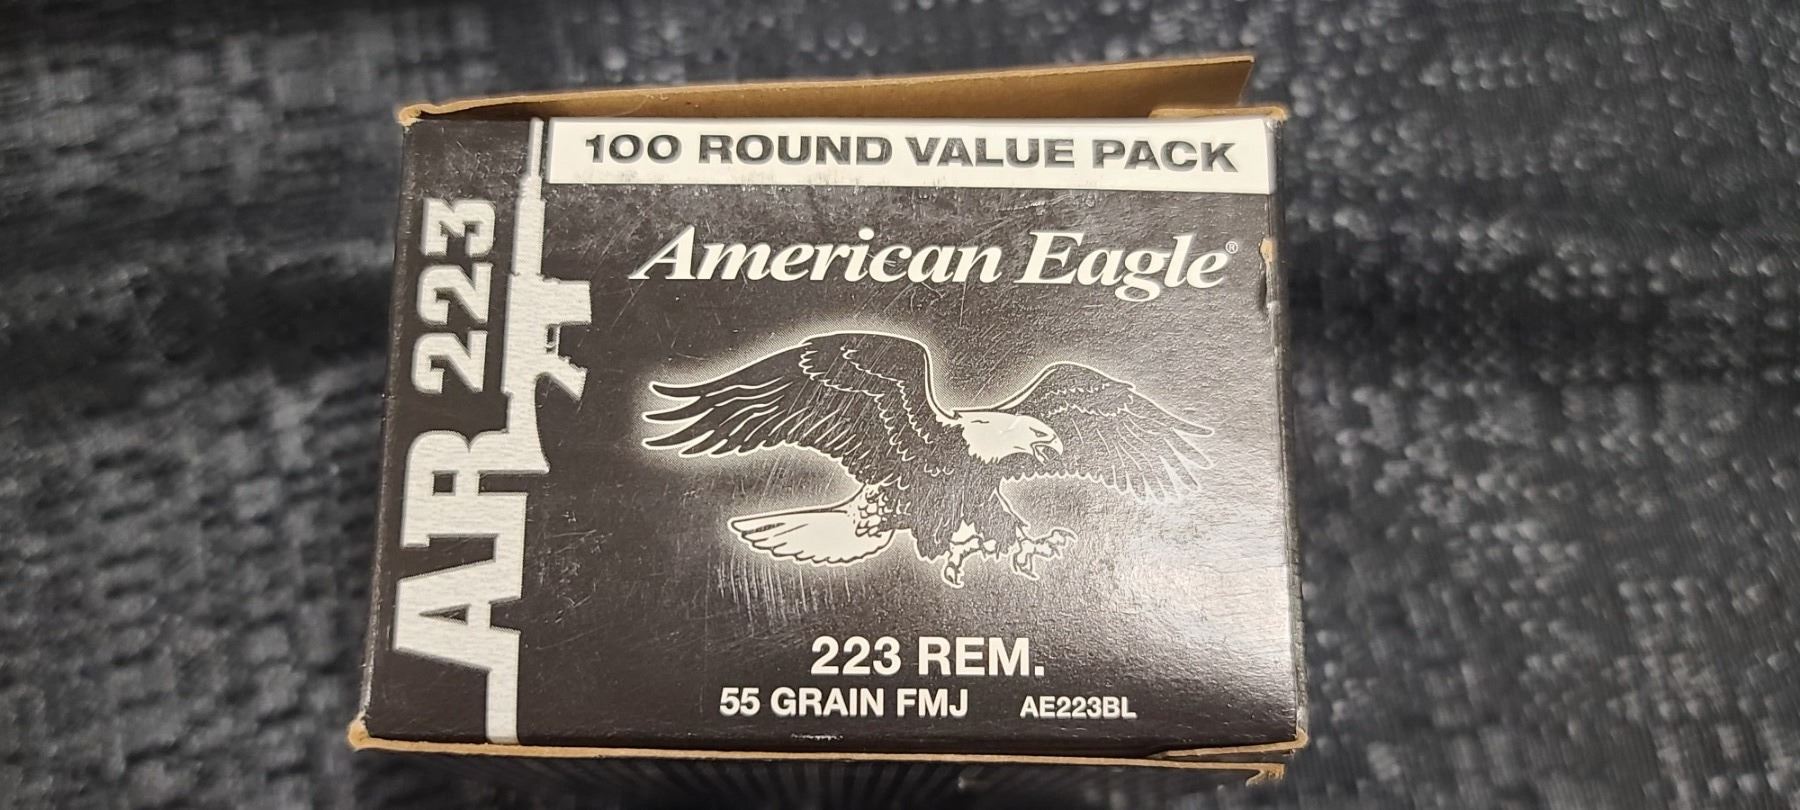 100 ROUND VALUE PACK
AR 223
American Eagle®
223 REM.
55 GRAIN FMJ AE223BL